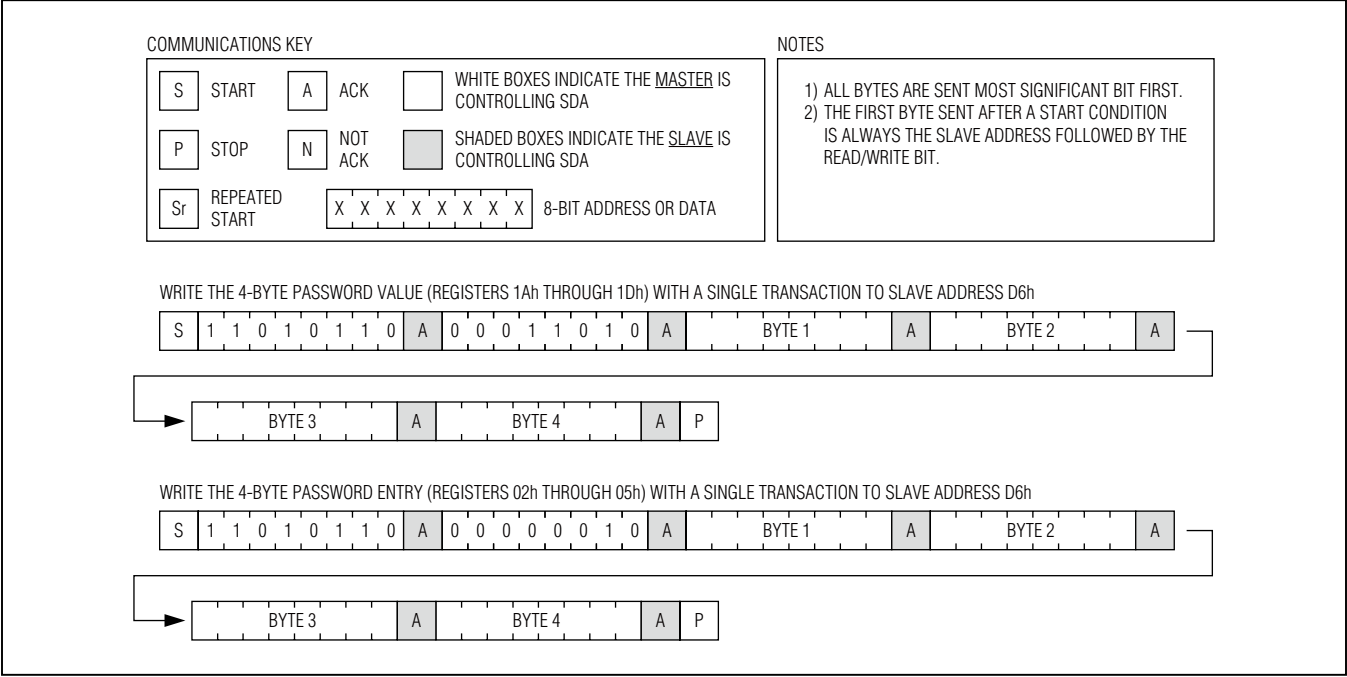 COMMUNICATIONS KEY
S START A ACK WHITE BOXES INDICATE THE MASTER IS
CONTROLLING SDA
P STOP N NOT
ACK SHADED BOXES INDICATE THE SLAVE IS
CONTROLLING SDA
Sr REPEATED
START X X X X X X X X 8-BIT ADDRESS OR DATA
NOTES
1) ALL BYTES ARE SENT MOST SIGNIFICANT BIT FIRST.
2) THE FIRST BYTE SENT AFTER A START CONDITION
IS ALWAYS THE SLAVE ADDRESS FOLLOWED BY THE
READ/WRITE BIT.
WRITE THE 4-BYTE PASSWORD VALUE (REGISTERS 1Ah THROUGH 1Dh) WITH A SINGLE TRANSACTION TO SLAVE ADDRESS D6h
S 1 1 0 1 0 1 1 0 A 0 0 0 1 1 0 1 0 A BYTE 1 A BYTE 2 A
BYTE 3 A BYTE 4 A P
WRITE THE 4-BYTE PASSWORD ENTRY (REGISTERS 02h THROUGH 05h) WITH A SINGLE TRANSACTION TO SLAVE ADDRESS D6h
S 1 1 0 1 0 1 1 0 A 0 0 0 0 0 0 1 0 A BYTE 1 A BYTE 2 A
BYTE 3 A BYTE 4 A P